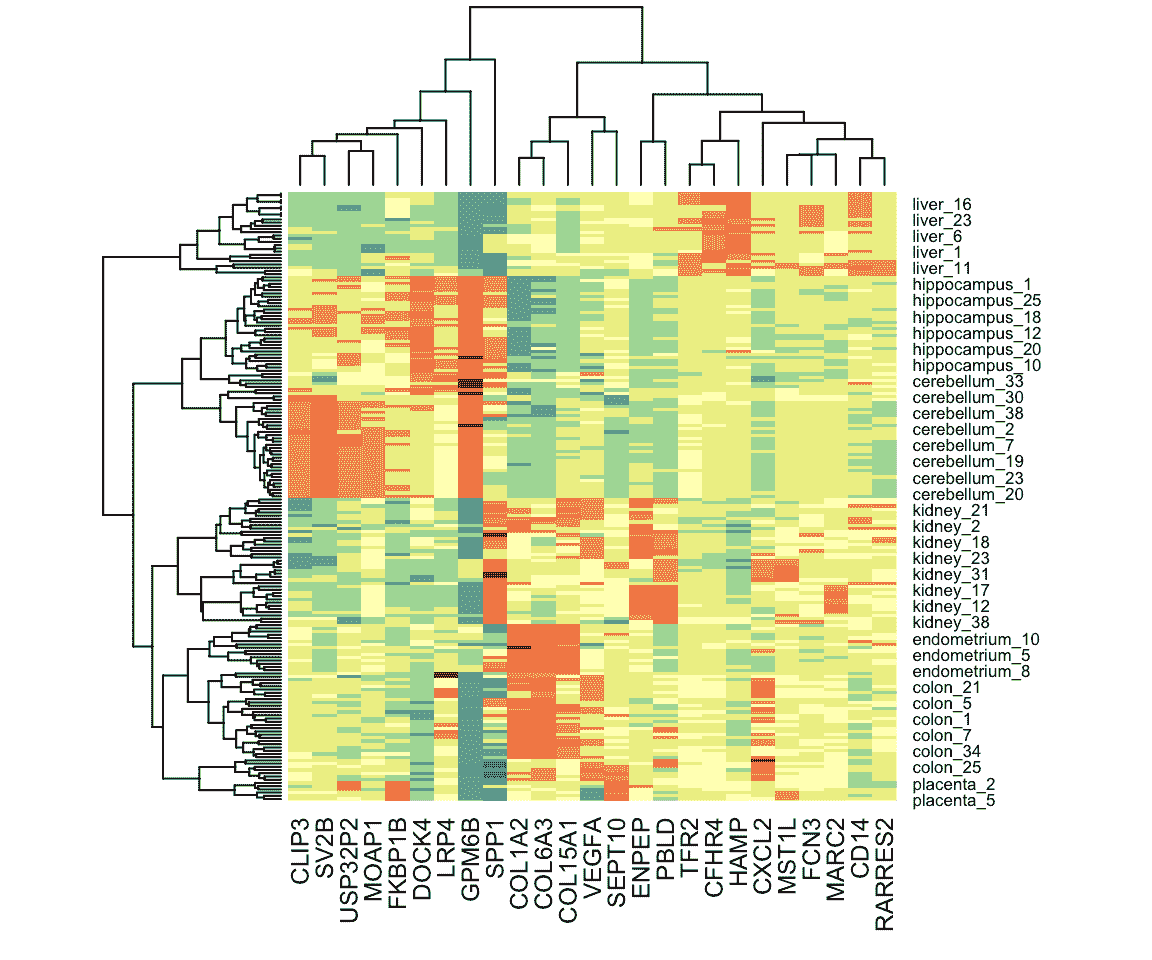 liver_16
liver_23
liver_6
liver_1
liver_11
hippocampus_1
hippocampus_25
hippocampus_18
hippocampus_12
hippocampus_20
hippocampus_10
cerebellum_33
cerebellum_30
cerebellum_38
cerebellum_2
cerebellum_7
cerebellum_19
cerebellum_23
cerebellum_20
kidney_21
kidney_2
kidney_18
kidney_23
kidney_31
kidney_17
kidney_12
kidney_38
endometrium_10
endometrium_5
endometrium_8
colon_21
colon_5
colon_1
colon_7
colon_34
colon_25
placenta_2
placenta_5
CLIP3
SV2B
USP32P2
MOAP1
FKBP1B
DOCK4
LRP4
GPM6B
SPP1
COL1A2
COL6A3
COL15A1
VEGFA
SEPT10
ENPEP
PBLD
TFR2
CFHR4
HAMP
CXCL2
MST1L
FCN3
MARC2
CD14
RARRES2